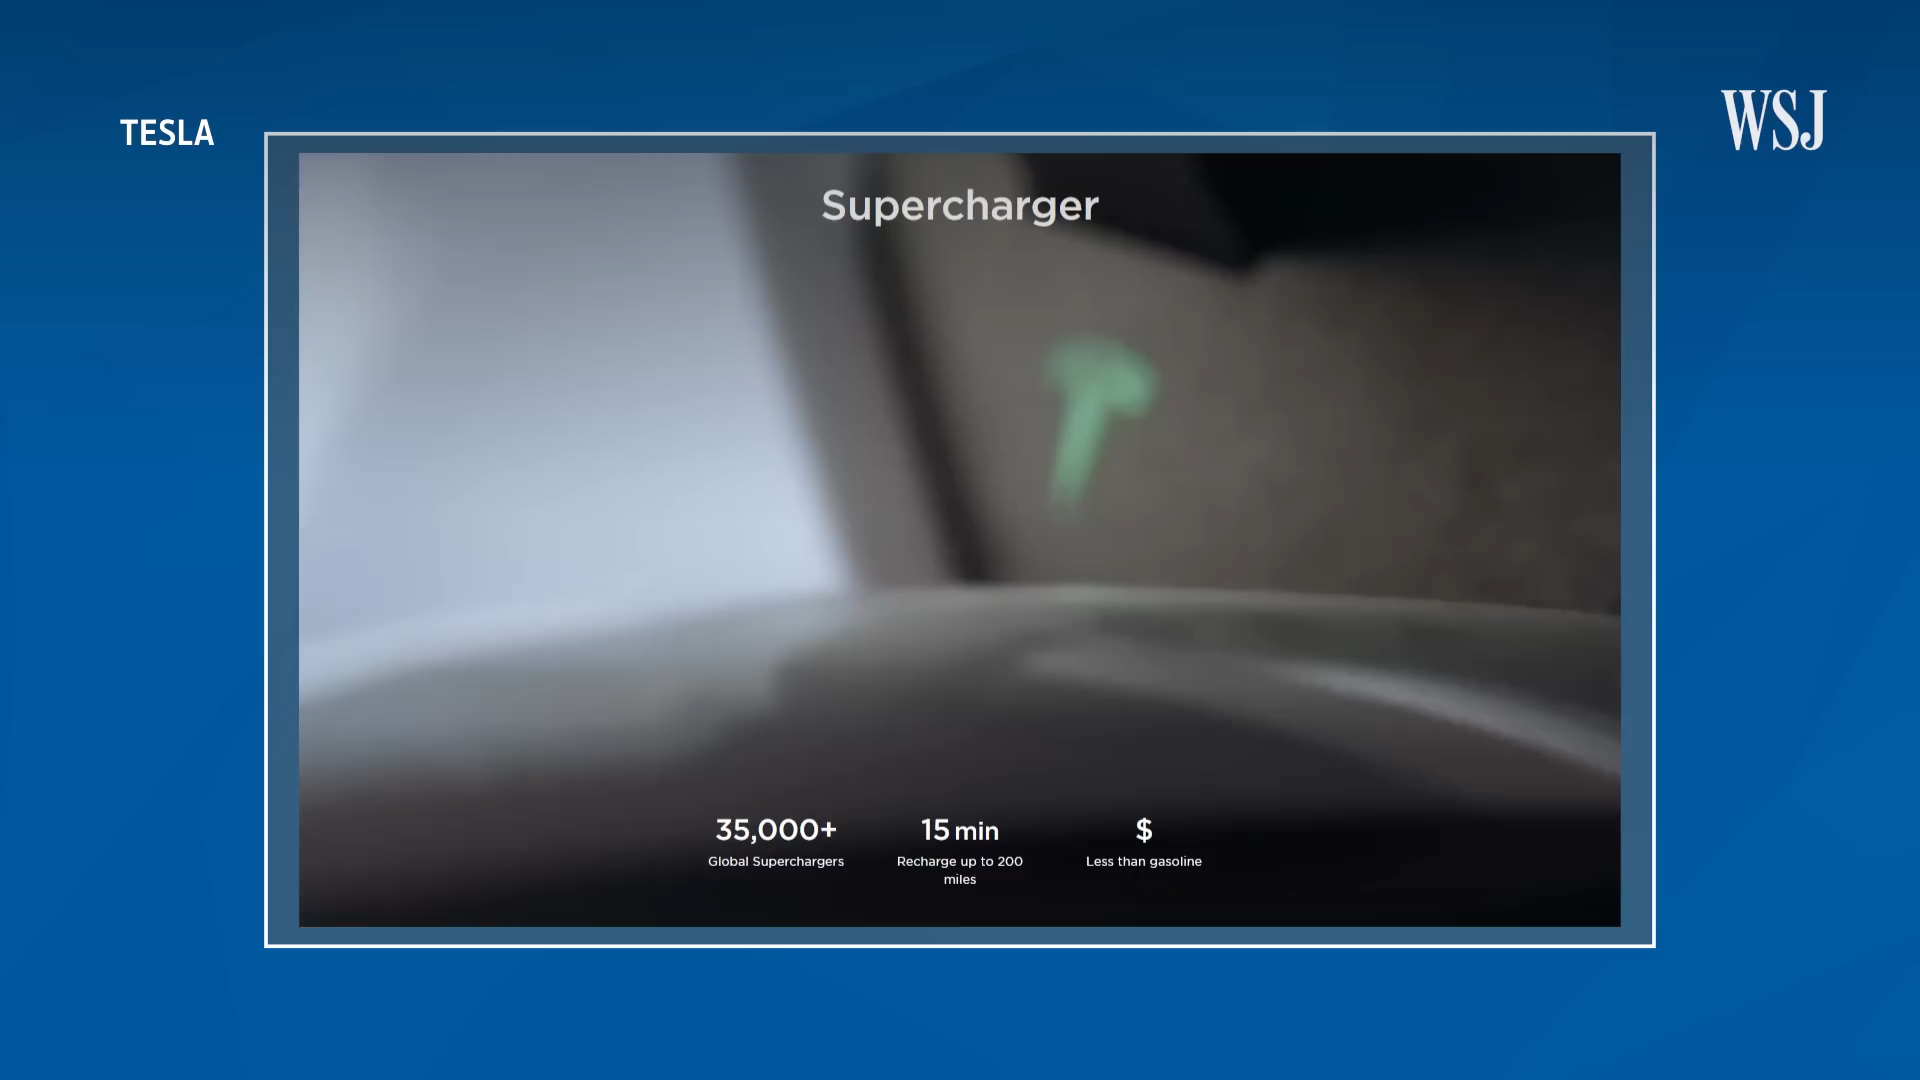 TESLA
WSJ
Supercharger
35,000+
Global Superchargers
15 min
Recharge up to 200
miles
$
Less than gasoline